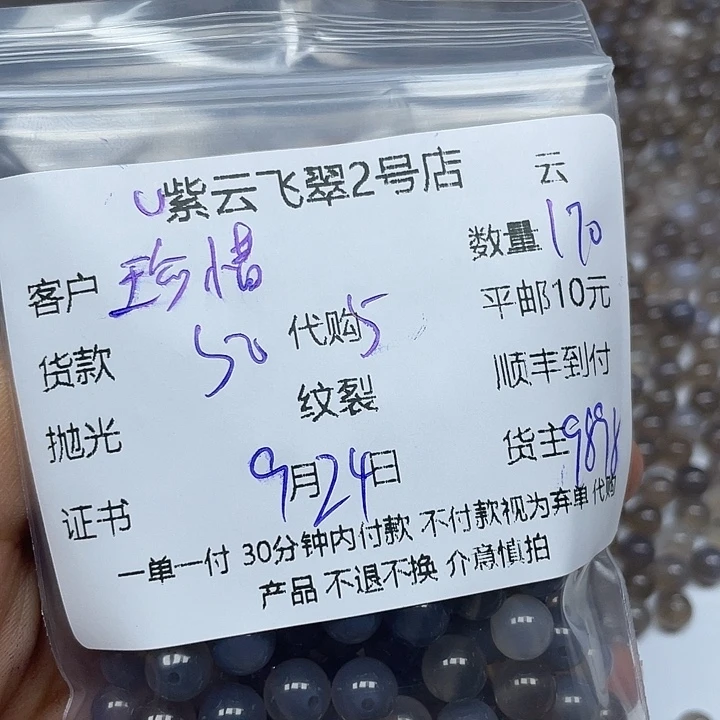 紫云飞翠2号店 云
客户 珍惜 数量 170
货款 50 代购 5 平邮10元
抛光 纹裂 顺丰到付
证书 9月24日 货主 9898
一单一付 30分钟内付款 不付款视为弃单 代购
产品 不退不换 介意慎拍